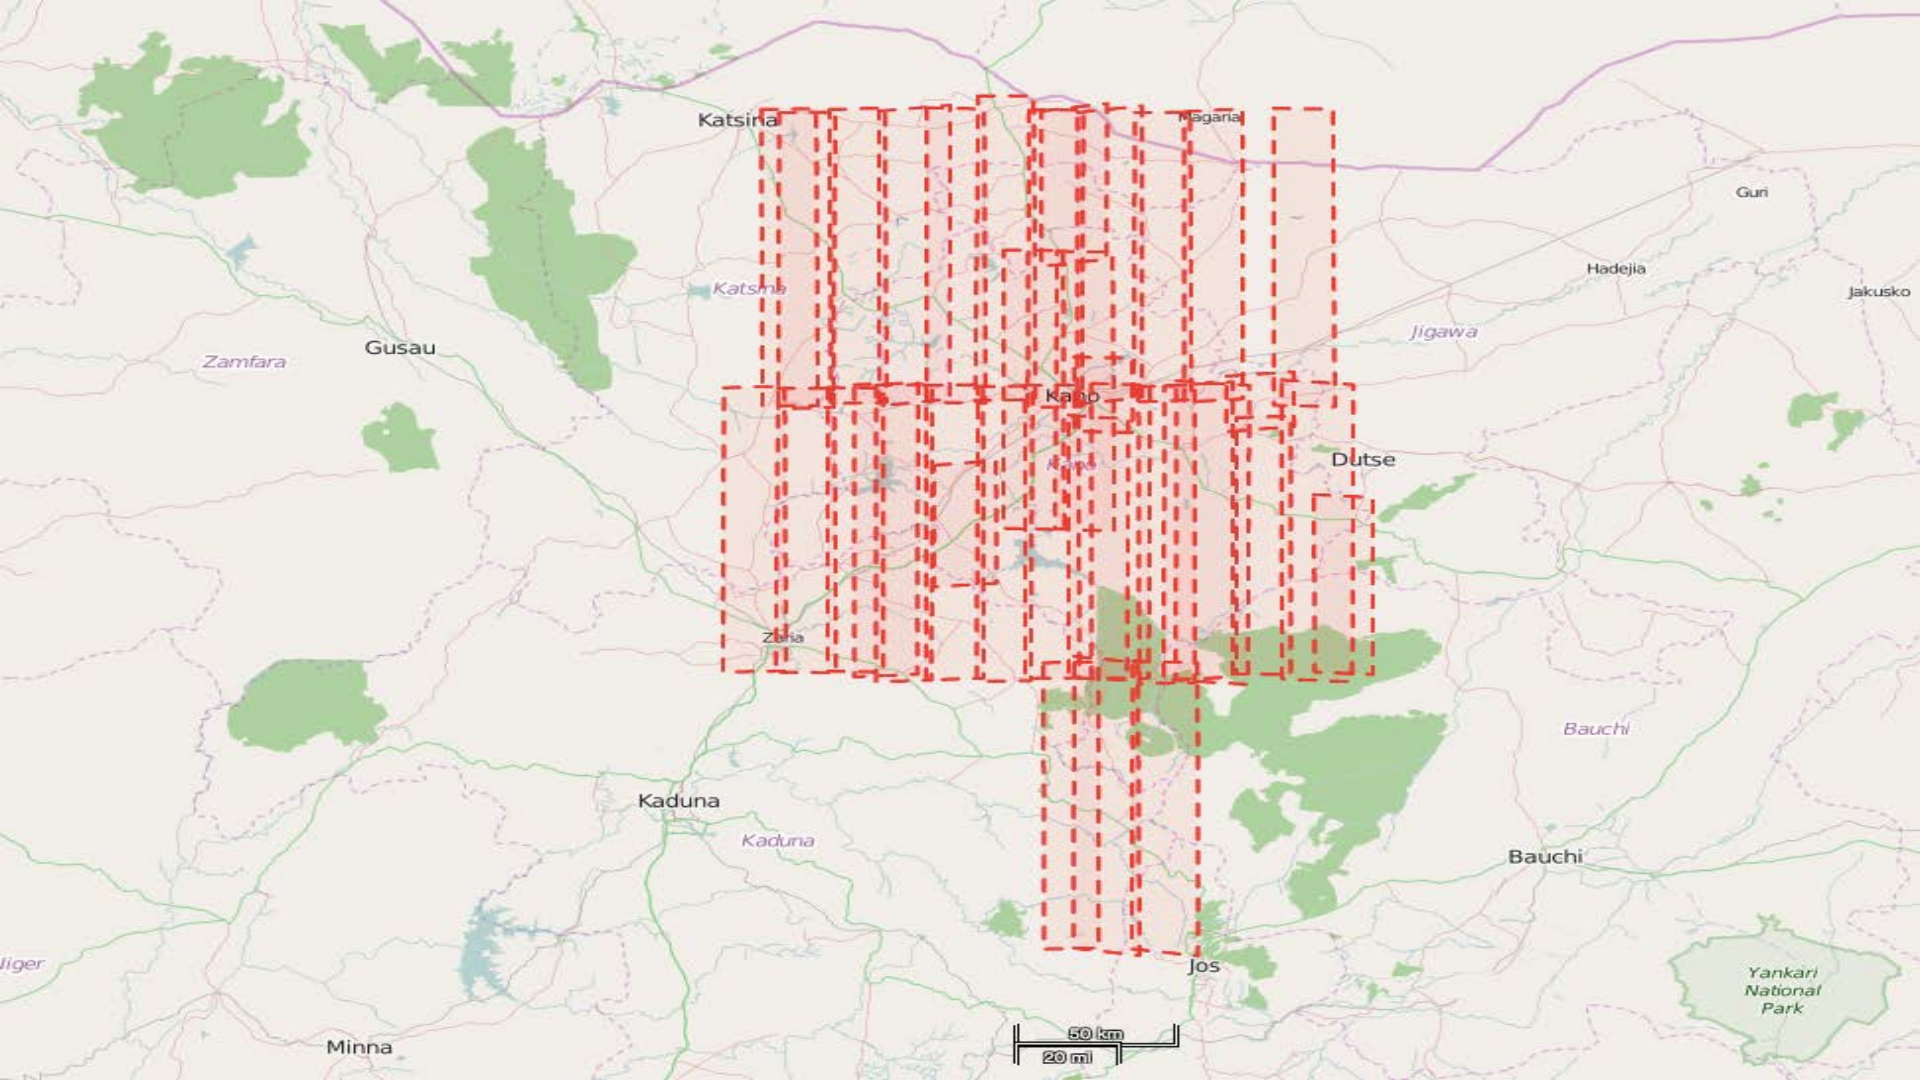 Katsina
Magaria
Guri
Hadejia
Katsina
Jakusko
Jigawa
Gusau
Zamfara
Kano
Dutse
Kano
Zaria
Bauchi
Kaduna
Kaduna
Bauchi
Niger
Jos
Yankari
National
Park
50 km
20 mi
Minna